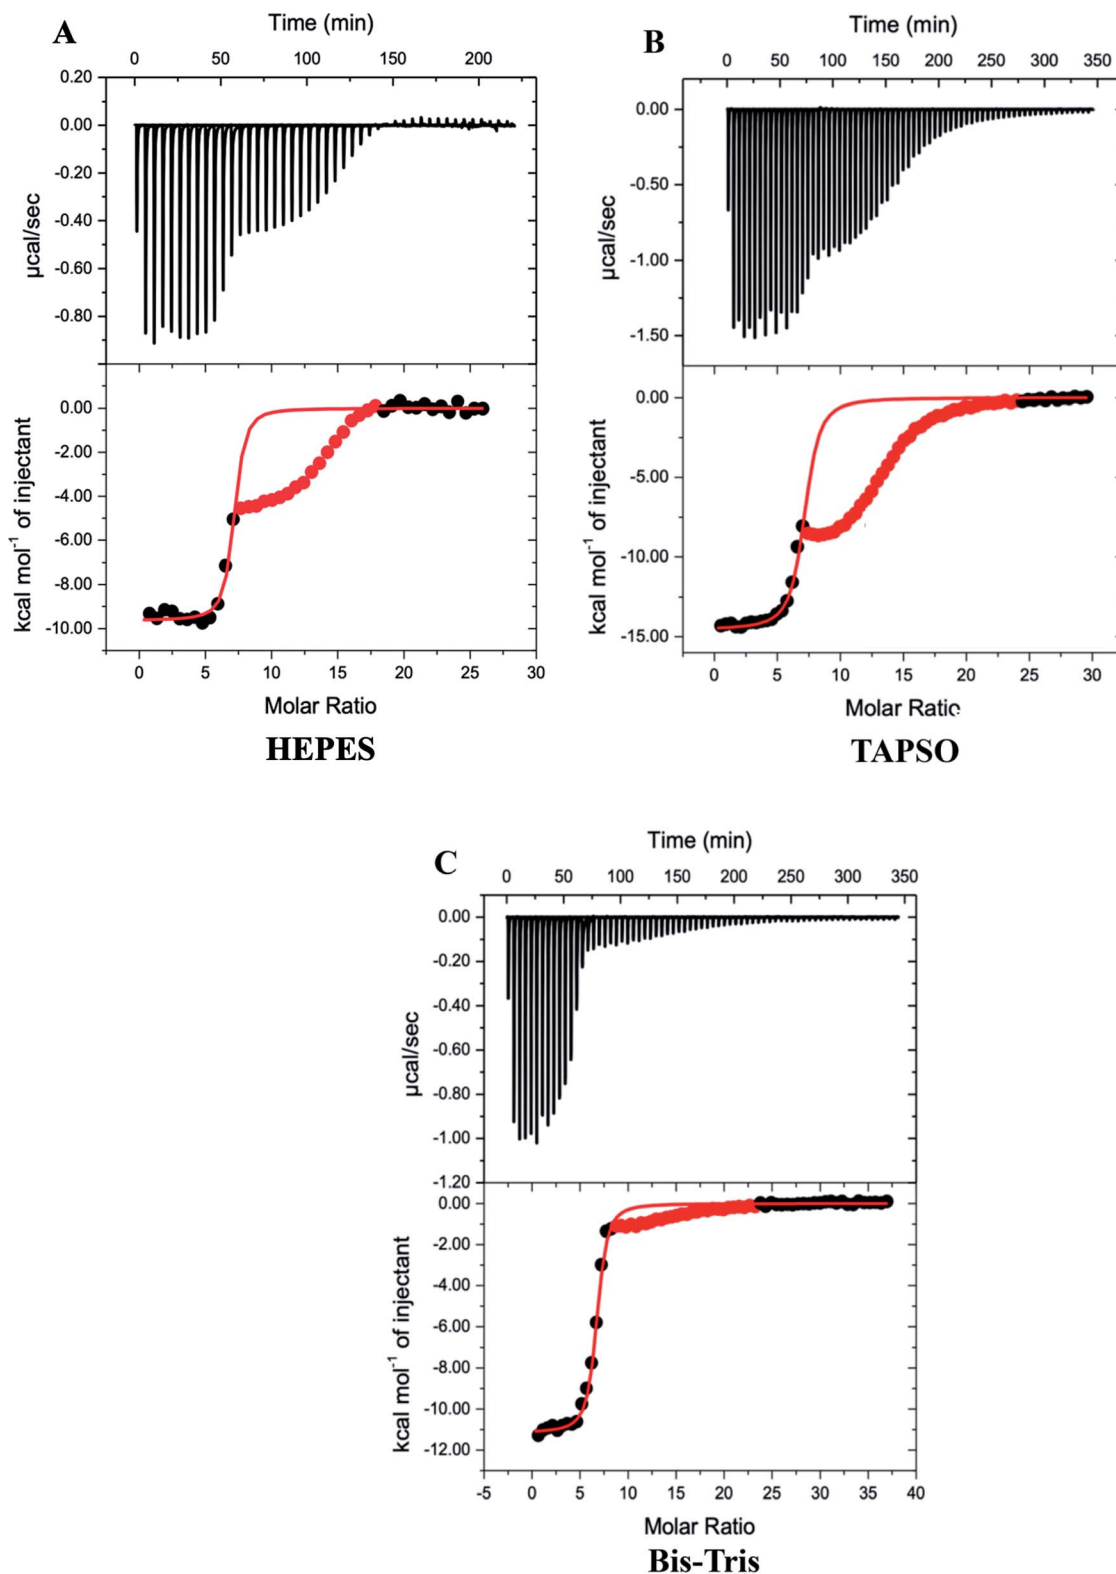 A
Time (min)
0 50 100 150 200
0.20
0.00
-0.20
-0.40
-0.60
-0.80
µcal/sec
0.00
-2.00
-4.00
-6.00
-8.00
-10.00
kcal mol⁻¹ of injectant
0 5 10 15 20 25 30
Molar Ratio
HEPES
B
Time (min)
0 50 100 150 200 250 300 350
0.00
-0.50
-1.00
-1.50
µcal/sec
0.00
-5.00
-10.00
-15.00
kcal mol⁻¹ of injectant
0 5 10 15 20 25 30
Molar Ratio
TAPSO
C
Time (min)
0 50 100 150 200 250 300 350
0.00
-0.20
-0.40
-0.60
-0.80
-1.00
-1.20
µcal/sec
0.00
-2.00
-4.00
-6.00
-8.00
-10.00
-12.00
kcal mol⁻¹ of injectant
-5 0 5 10 15 20 25 30 35 40
Molar Ratio
Bis-Tris